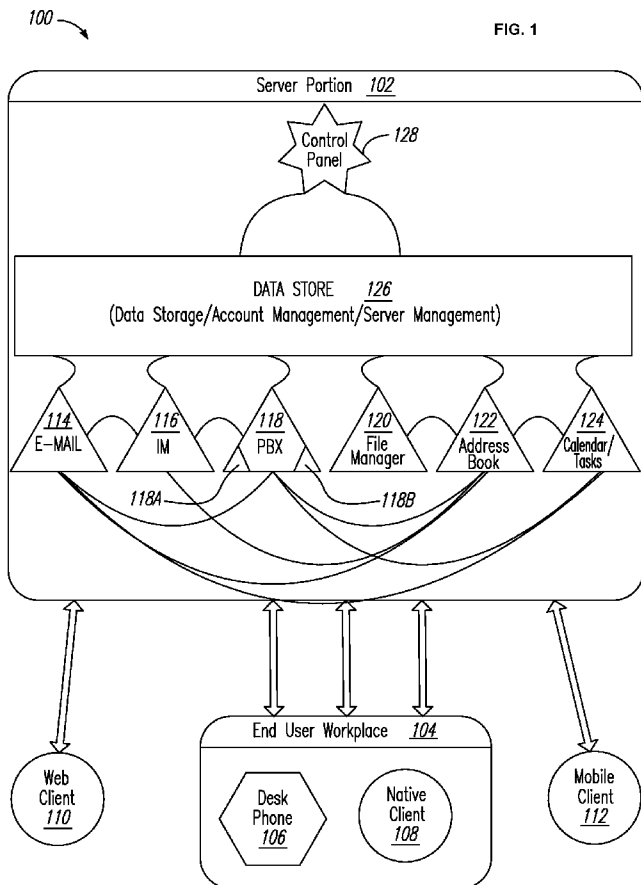 100
FIG. 1
Server Portion 102
Control
Panel
128
DATA STORE 126
(Data Storage/Account Management/Server Management)
114
E-MAIL
116
IM
118
PBX
120
File
Manager
122
Address
Book
124
Calendar/
Tasks
118A
118B
End User Workplace 104
Web
Client
110
Desk
Phone
106
Native
Client
108
Mobile
Client
112